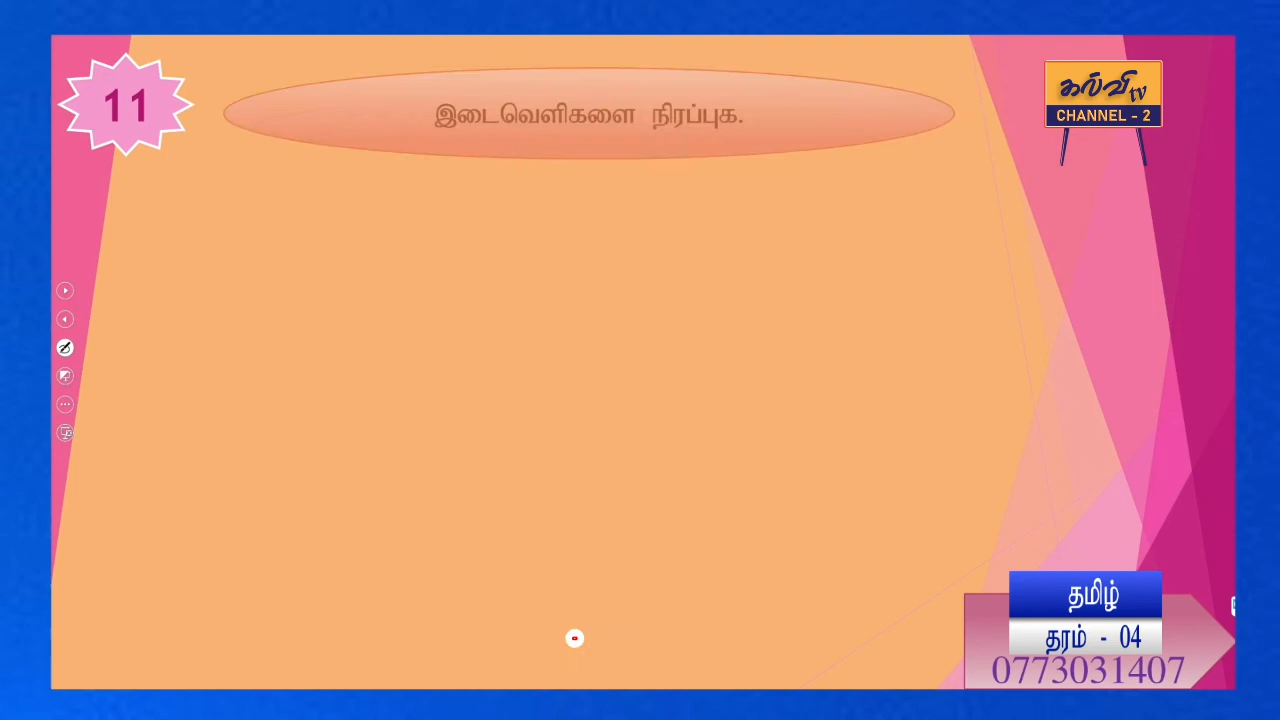 11
இடைவெளிகளை நிரப்புக.
கல்வி tv
CHANNEL - 2
தமிழ்
தரம் - 04
0773031407